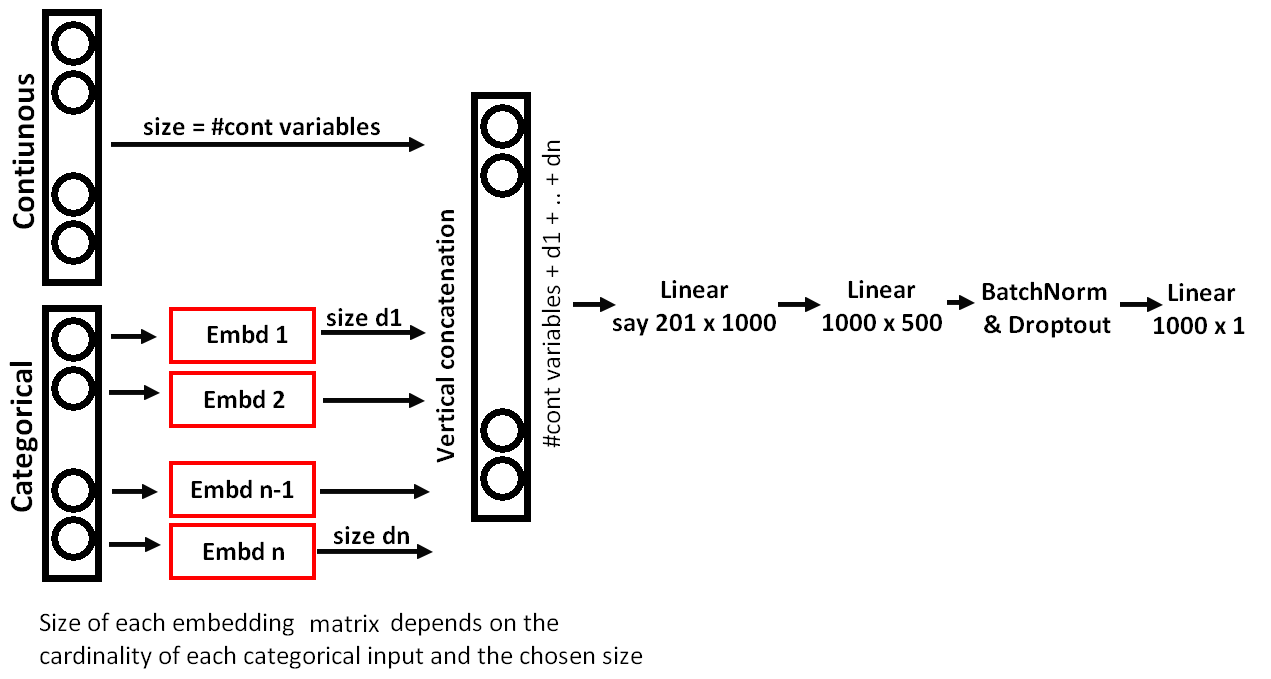 Contiunous
size = #cont variables
Categorical
Embd 1
size d1
Embd 2
Embd n-1
Embd n
size dn
Vertical concatenation
#cont variables + d1 + .. + dn
Linear
say 201 x 1000
Linear
1000 x 500
BatchNorm
& Droptout
Linear
1000 x 1
Size of each embedding matrix depends on the
cardinality of each categorical input and the chosen size